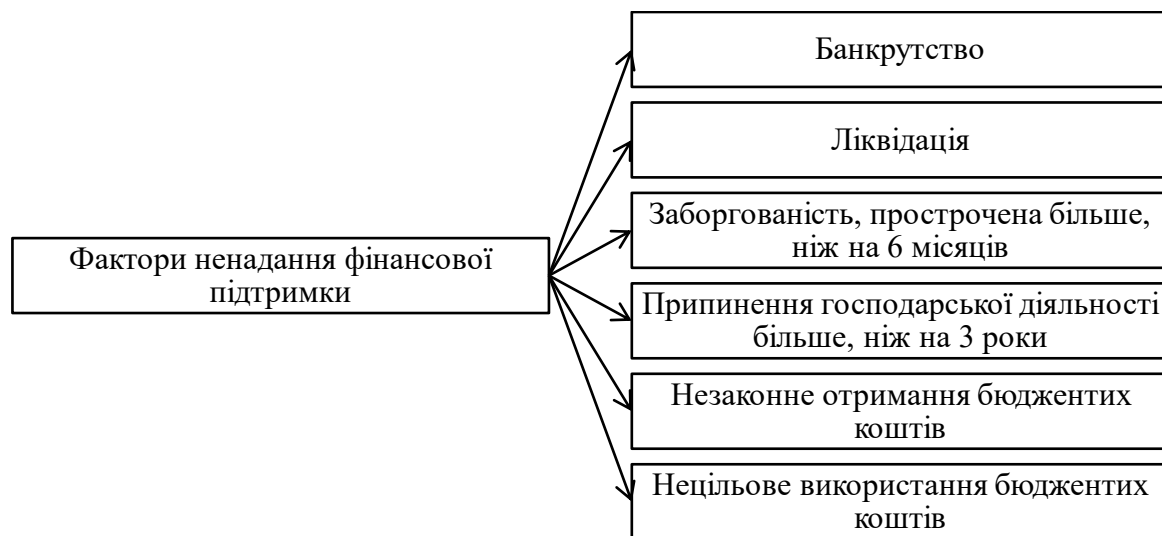 Фактори ненадання фінансової
підтримки
Банкрутство
Ліквідація
Заборгованість, прострочена більше,
ніж на 6 місяців
Припинення господарської діяльності
більше, ніж на 3 роки
Незаконне отримання бюджентих
коштів
Нецільове використання бюджентих
коштів